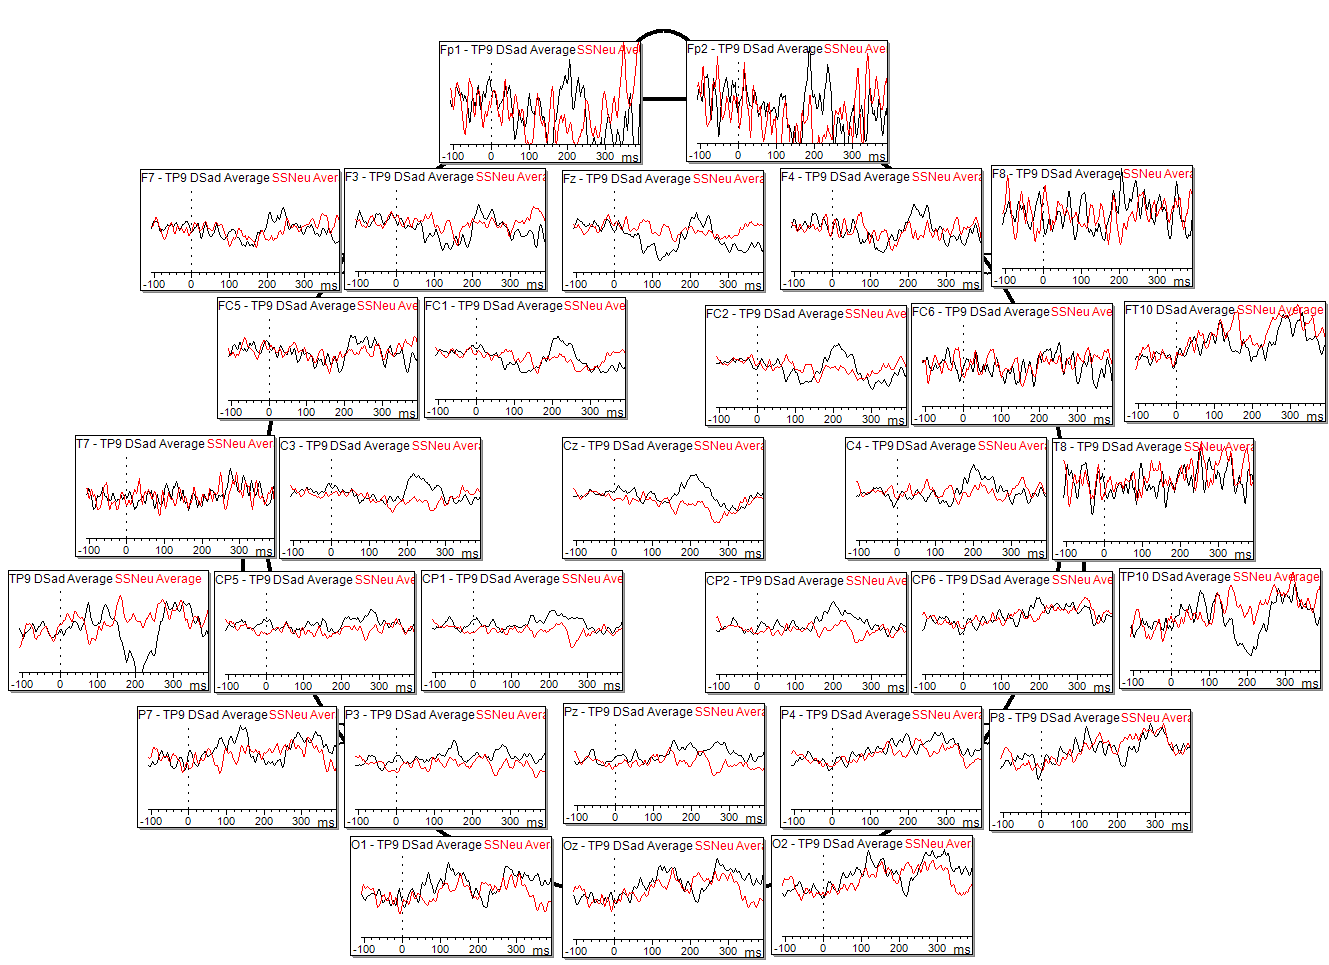 Fp1 - TP9 DSad Average SSNeu Ave
-100 0 100 200 300 ms
Fp2 - TP9 DSad Average SSNeu Aver
-100 0 100 200 300 ms
F7 - TP9 DSad Average SSNeu Avera
-100 0 100 200 300 ms
F3 - TP9 DSad Average SSNeu Avera
-100 0 100 200 300 ms
Fz - TP9 DSad Average SSNeu Avera
-100 0 100 200 300 ms
F4 - TP9 DSad Average SSNeu Avera
-100 0 100 200 300 ms
F8 - TP9 DSad Average SSNeu Avera
-100 0 100 200 300 ms
FC5 - TP9 DSad Average SSNeu Aver
-100 0 100 200 300 ms
FC1 - TP9 DSad Average SSNeu Aver
-100 0 100 200 300 ms
FC2 - TP9 DSad Average SSNeu Aver
-100 0 100 200 300 ms
FC6 - TP9 DSad Average SSNeu Aver
-100 0 100 200 300 ms
FT10 DSad Average SSNeu Average
-100 0 100 200 300 ms
T7 - TP9 DSad Average SSNeu Avera
-100 0 100 200 300 ms
C3 - TP9 DSad Average SSNeu Avera
-100 0 100 200 300 ms
Cz - TP9 DSad Average SSNeu Avera
-100 0 100 200 300 ms
C4 - TP9 DSad Average SSNeu Avera
-100 0 100 200 300 ms
T8 - TP9 DSad Average SSNeu Avera
-100 0 100 200 300 ms
TP9 DSad Average SSNeu Average
-100 0 100 200 300 ms
CP5 - TP9 DSad Average SSNeu Aver
-100 0 100 200 300 ms
CP1 - TP9 DSad Average SSNeu Aver
-100 0 100 200 300 ms
CP2 - TP9 DSad Average SSNeu Aver
-100 0 100 200 300 ms
CP6 - TP9 DSad Average SSNeu Aver
-100 0 100 200 300 ms
TP10 DSad Average SSNeu Average
-100 0 100 200 300 ms
P7 - TP9 DSad Average SSNeu Avera
-100 0 100 200 300 ms
P3 - TP9 DSad Average SSNeu Avera
-100 0 100 200 300 ms
Pz - TP9 DSad Average SSNeu Avera
-100 0 100 200 300 ms
P4 - TP9 DSad Average SSNeu Avera
-100 0 100 200 300 ms
P8 - TP9 DSad Average SSNeu Avera
-100 0 100 200 300 ms
O1 - TP9 DSad Average SSNeu Aver
-100 0 100 200 300 ms
Oz - TP9 DSad Average SSNeu Aver
-100 0 100 200 300 ms
O2 - TP9 DSad Average SSNeu Aver
-100 0 100 200 300 ms